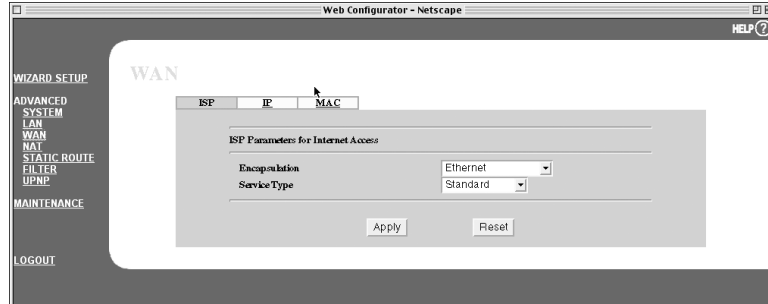 Web Configurator - Netscape
HELP ?
WIZARD SETUP
ADVANCED
SYSTEM
LAN
WAN
NAT
STATIC ROUTE
FILTER
UPNP
MAINTENANCE
LOGOUT
WAN
ISP IP MAC
ISP Parameters for Internet Access
Encapsulation Ethernet
Service Type Standard
Apply Reset